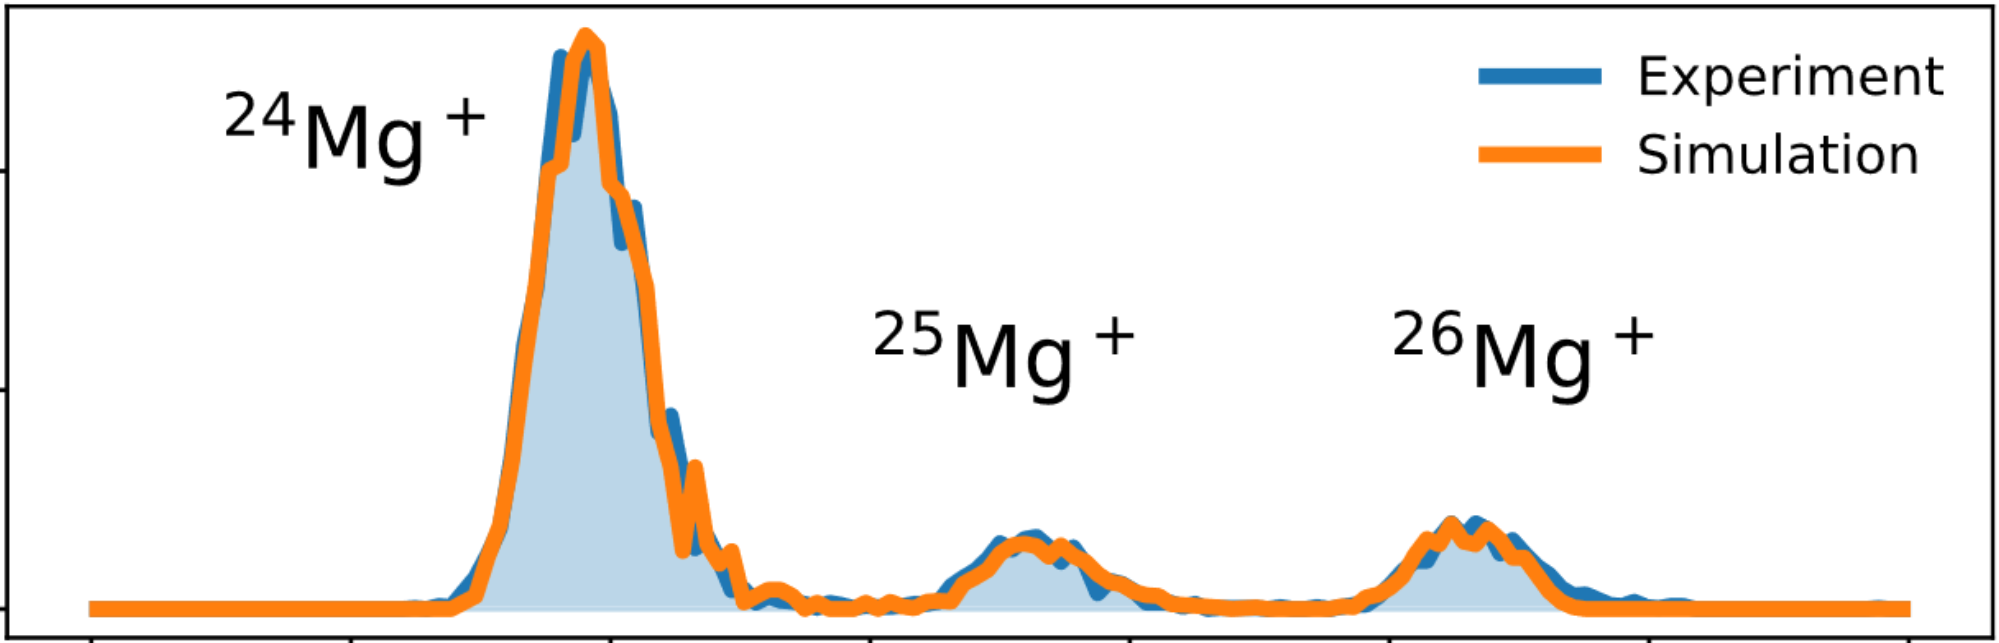 Experiment
²⁴Mg⁺
Simulation
²⁵Mg⁺
²⁶Mg⁺